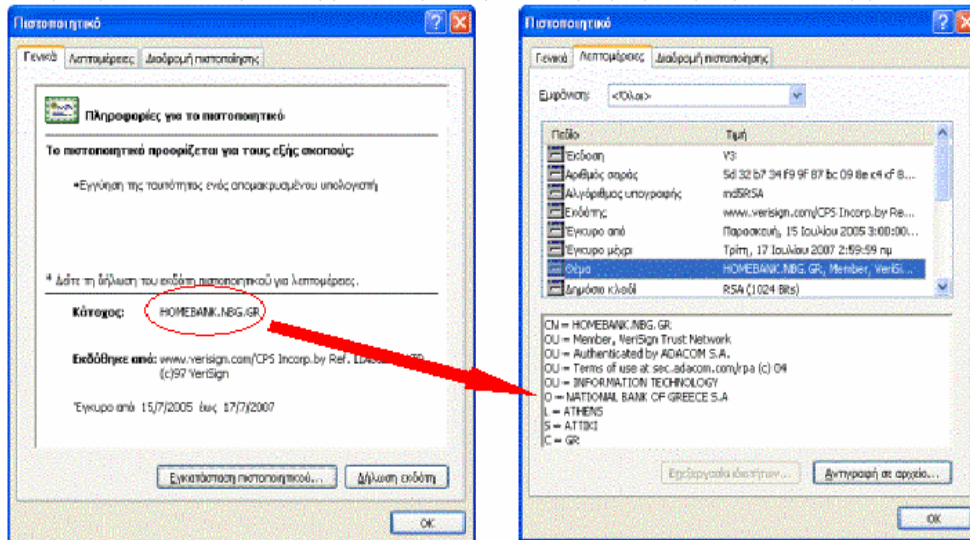 Πιστοποιητικό
Γενικά Λεπτομέρειες Διαδρομή πιστοποίησης
Πληροφορίες για το πιστοποιητικό
Το πιστοποιητικό προορίζεται για τους εξής σκοπούς:
•Εγγύηση της ταυτότητας ενός απομακρυσμένου υπολογιστή
* Δείτε τη δήλωση του εκδότη πιστοποιητικού για λεπτομέρειες.
Κάτοχος: HOMEBANK.NBG.GR
Εκδόθηκε από: www.verisign.com/CPS Incorp.by Ref.
(c)97 VeriSign
Έγκυρο από 15/7/2005 έως 17/7/2007
Εγκατάσταση πιστοποιητικού... Δήλωση εκδότη
OK
Πιστοποιητικό
Γενικά Λεπτομέρειες Διαδρομή πιστοποίησης
Εμφάνιση: <Όλα>
Πεδίο Τιμή
Έκδοση V3
Αριθμός σειράς 5d 32 b7 34 f9 9f 87 bc 09 8e c4 cf 8...
Αλγόριθμος υπογραφής md5RSA
Εκδότης www.verisign.com/CPS Incorp.by Re...
Έγκυρο από Παρασκευή, 15 Ιουλίου 2005 3:00:00...
Έγκυρο μέχρι Τρίτη, 17 Ιουλίου 2007 2:59:59 πμ
Θέμα HOMEBANK.NBG.GR, Member, VeriSi...
Δημόσιο κλειδί RSA (1024 Bits)
CN = HOMEBANK.NBG.GR
OU = Member, VeriSign Trust Network
OU = Authenticated by ADACOM S.A.
OU = Terms of use at sec.adacom.com/rpa (c) 04
OU = INFORMATION TECHNOLOGY
O = NATIONAL BANK OF GREECE S.A
L = ATHENS
S = ATTIKI
C = GR
Επεξεργασία ιδιοτήτων... Αντιγραφή σε αρχείο...
OK